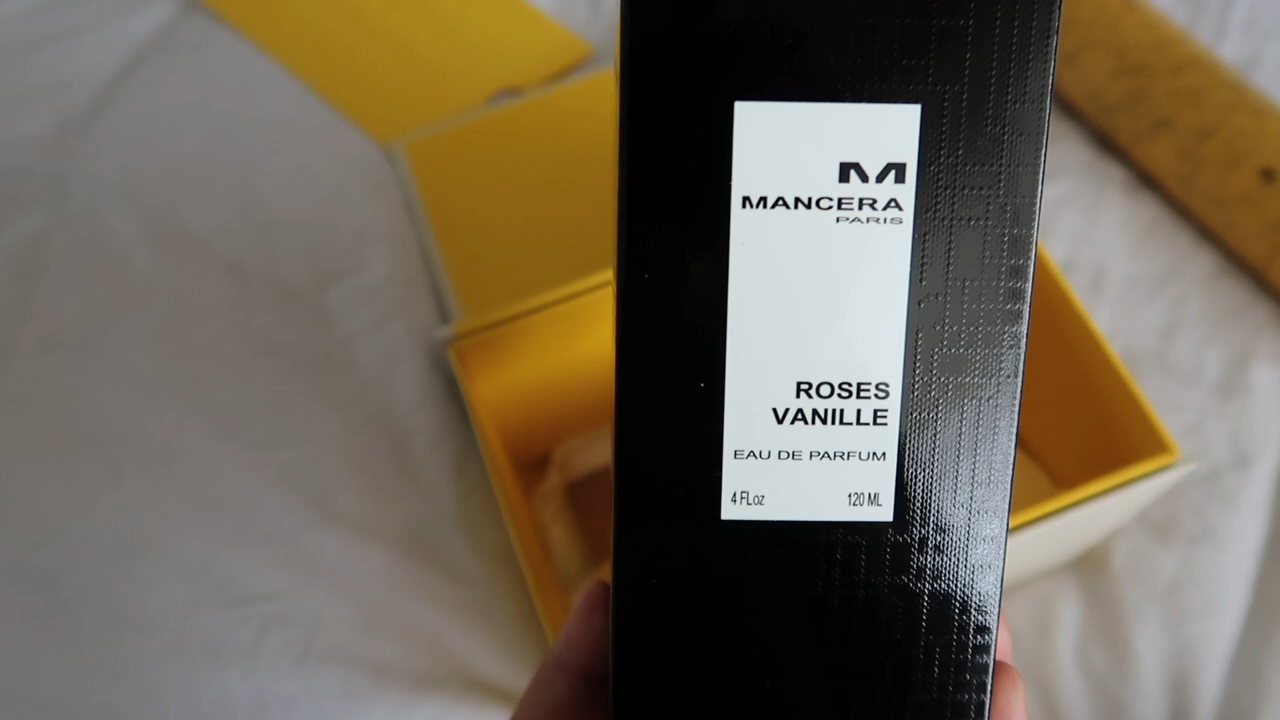 M
MANCERA
PARIS
ROSES
VANILLE
EAU DE PARFUM
4 FLoz 120 ML